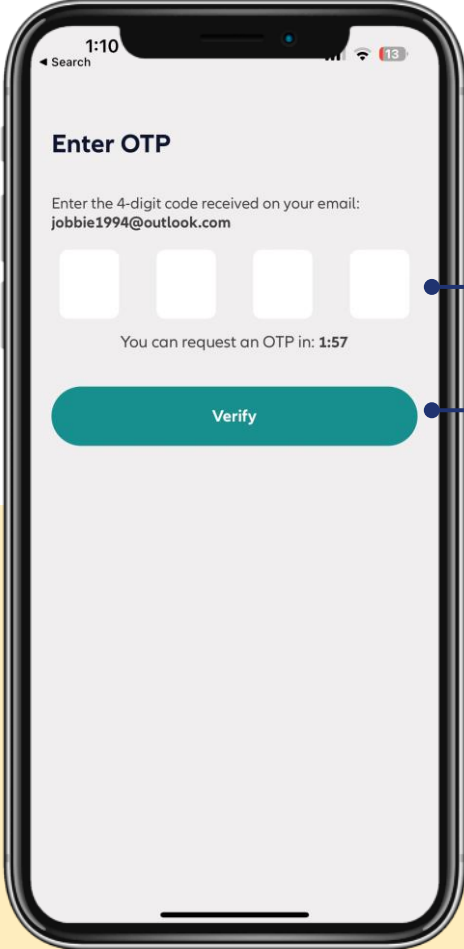 1:10
◀ Search
13
Enter OTP
Enter the 4-digit code received on your email:
jobbie1994@outlook.com
You can request an OTP in: 1:57
Verify